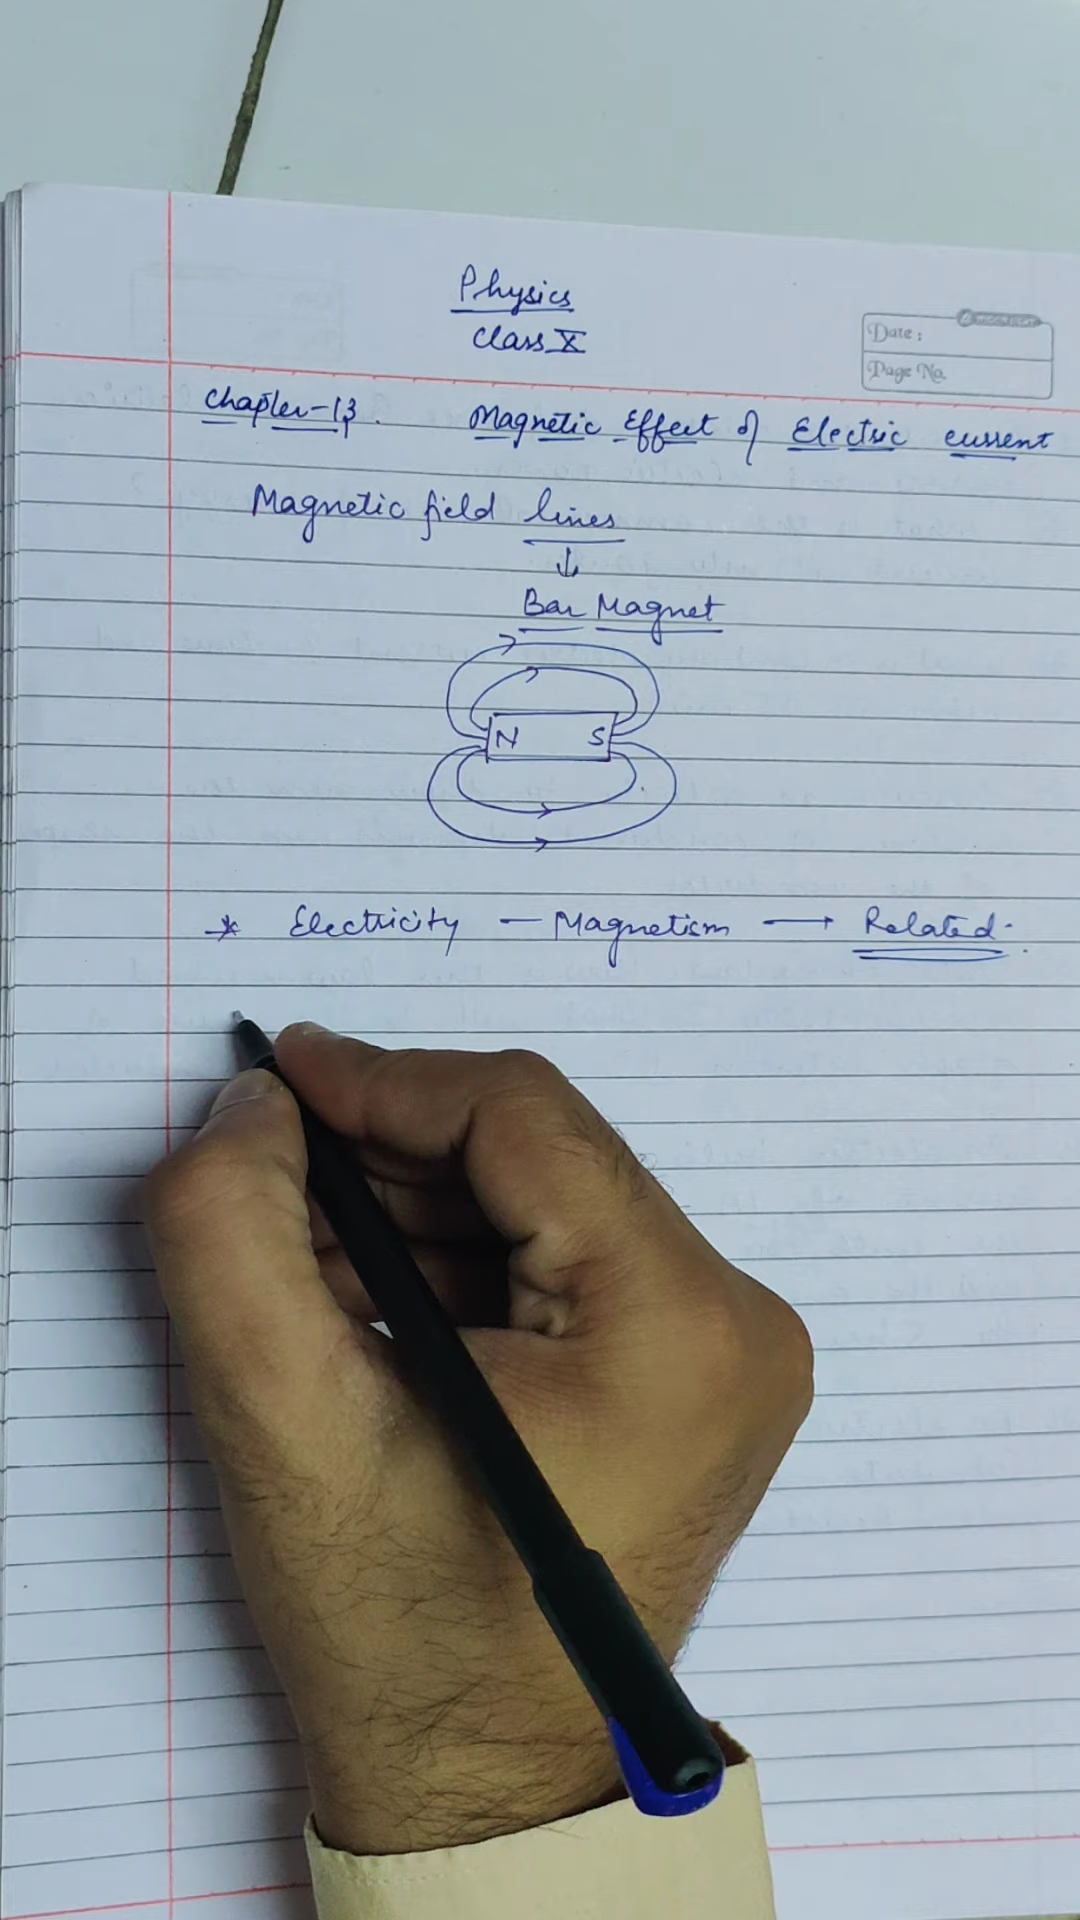 Physics
Class X
Date :
Page No.
Chapter-13. Magnetic Effect of Electric current
Magnetic field lines
↓
Bar Magnet
N S
* Electricity — Magnetism → Related.